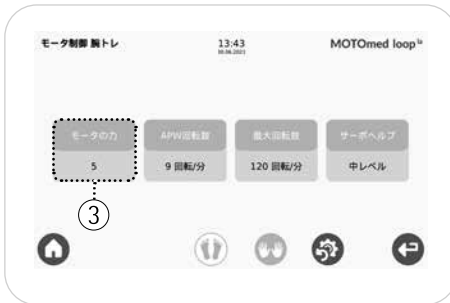 モータ制御 腕トレ
13:43
MOTOmed loop la
モータの力
APW回転数
最大回転数
サーボヘルプ
5
9 回転/分
120 回転/分
中レベル
3